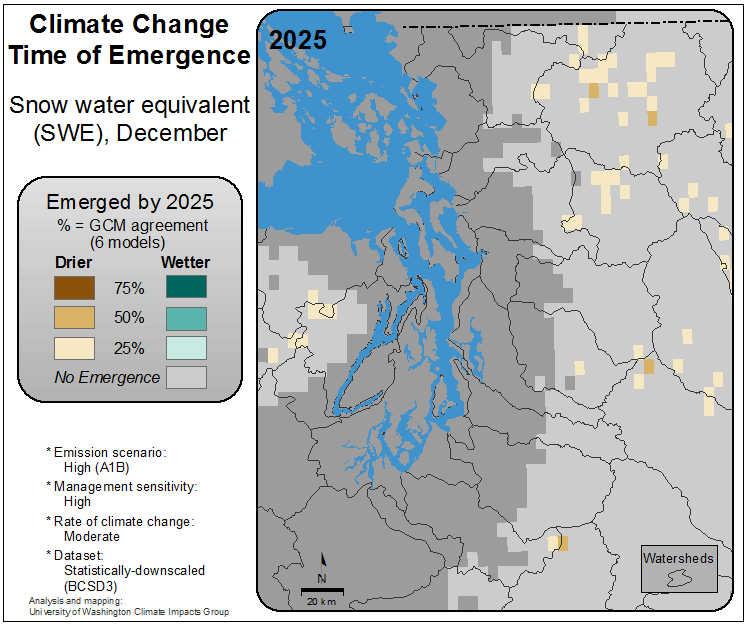 Climate Change
Time of Emergence
Snow water equivalent
(SWE), December
Emerged by 2025
% = GCM agreement
(6 models)
Drier Wetter
75%
50%
25%
No Emergence
* Emission scenario:
High (A1B)
* Management sensitivity:
High
* Rate of climate change:
Moderate
* Dataset:
Statistically-downscaled
(BCSD3)
Analysis and mapping:
University of Washington Climate Impacts Group
2025
N
20 km
Watersheds